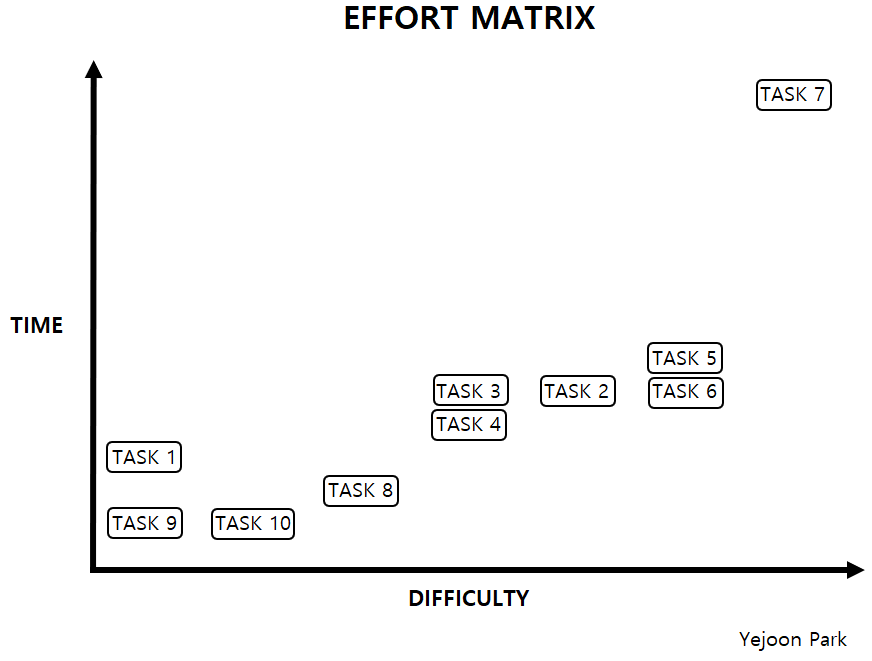 EFFORT MATRIX
TASK 7
TIME
TASK 5
TASK 3
TASK 2
TASK 6
TASK 4
TASK 1
TASK 8
TASK 9
TASK 10
DIFFICULTY
Yejoon Park